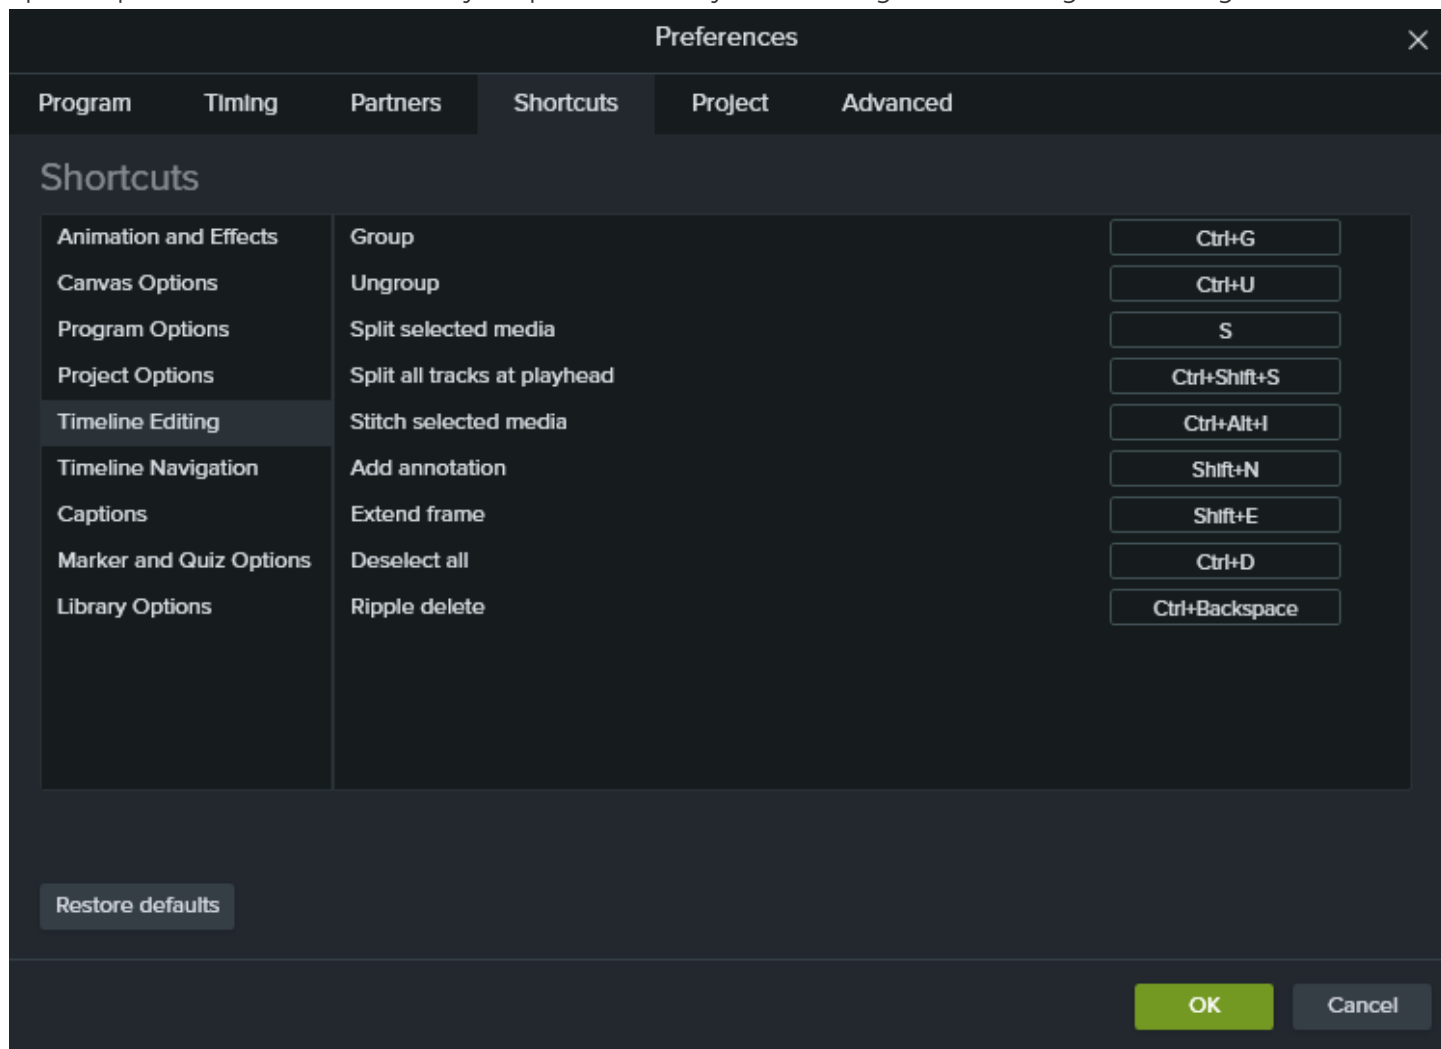 Preferences
Program Timing Partners Shortcuts Project Advanced
Shortcuts
Animation and Effects Group Ctrl+G
Canvas Options Ungroup Ctrl+U
Program Options Split selected media S
Project Options Split all tracks at playhead Ctrl+Shift+S
Timeline Editing Stitch selected media Ctrl+Alt+I
Timeline Navigation Add annotation Shift+N
Captions Extend frame Shift+E
Marker and Quiz Options Deselect all Ctrl+D
Library Options Ripple delete Ctrl+Backspace
Restore defaults
OK Cancel